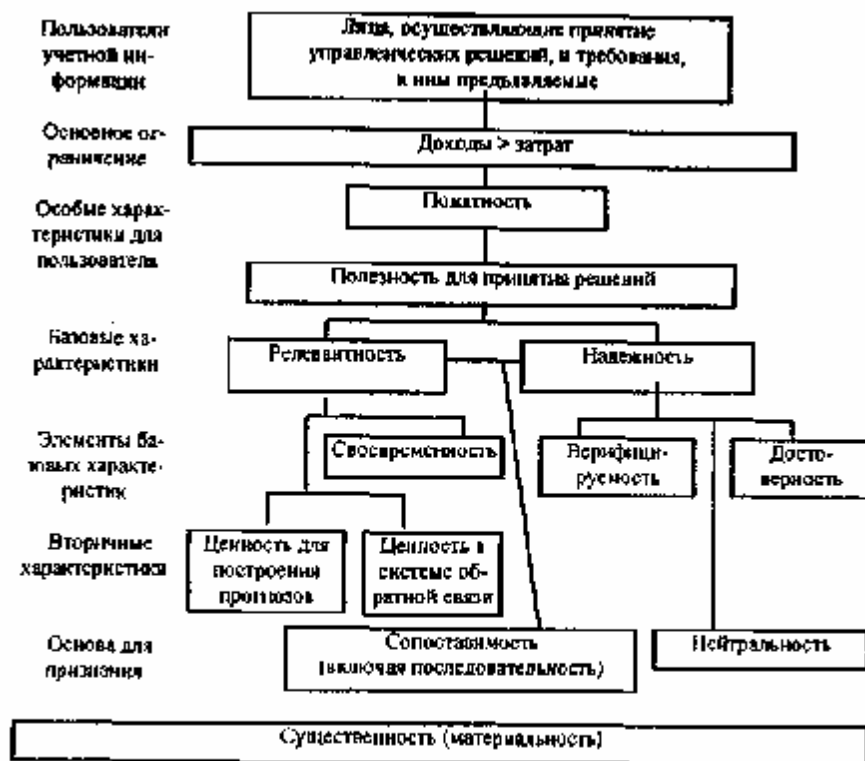 Пользователи
учетной ин-
формации
Лица, осуществляющие принятие
управленческих решений, и требования,
к ним предъявляемые
Основное ог-
раничение
Доходы > затрат
Особые харак-
теристики для
пользователя
Понятность
Полезность для принятия решений
Базовые ха-
рактеристики
Релевантность
Надежность
Элементы ба-
зовых характе-
ристик
Своевременность
Верифици-
руемость
Досто-
верность
Вторичные
характеристики
Ценность для
построения
прогнозов
Ценность в
системе об-
ратной связи
Основа для
признания
Сопоставимость
(включая последовательность)
Нейтральность
Существенность (материальность)